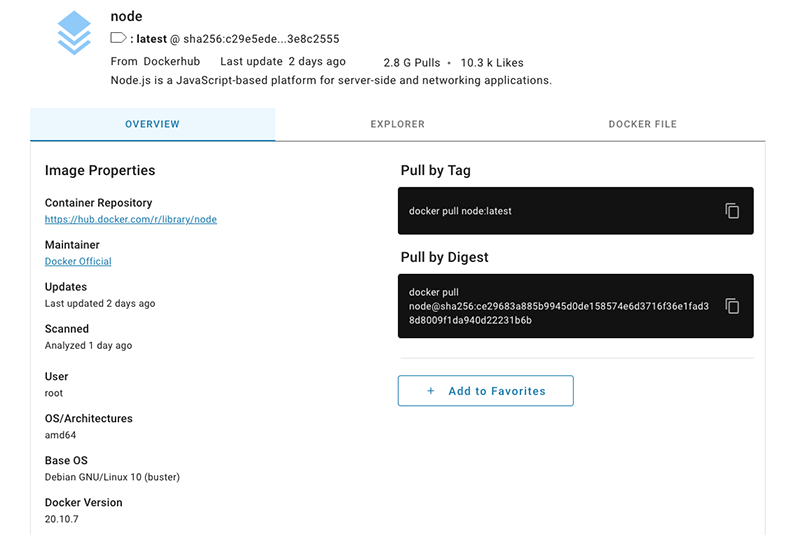 node
: latest @ sha256:c29e5ede...3e8c2555
From Dockerhub Last update 2 days ago 2.8 G Pulls • 10.3 k Likes
Node.js is a JavaScript-based platform for server-side and networking applications.
OVERVIEW EXPLORER DOCKER FILE
Image Properties
Container Repository
https://hub.docker.com/r/library/node
Maintainer
Docker Official
Updates
Last updated 2 days ago
Scanned
Analyzed 1 day ago
User
root
OS/Architectures
amd64
Base OS
Debian GNU/Linux 10 (buster)
Docker Version
20.10.7
Pull by Tag
docker pull node:latest
Pull by Digest
docker pull
node@sha256:ce29683a885b9945d0de158574e6d3716f36e1fad3
8d8009f1da940d22231b6b
+ Add to Favorites